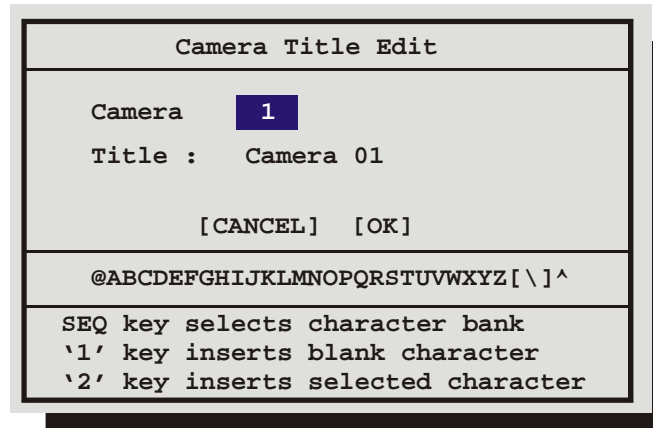 Camera Title Edit
Camera 1
Title : Camera 01
[CANCEL] [OK]
@ABCDEFGHIJKLMNOPQRSTUVWXYZ[\]^
SEQ key selects character bank
‘1’ key inserts blank character
‘2’ key inserts selected character